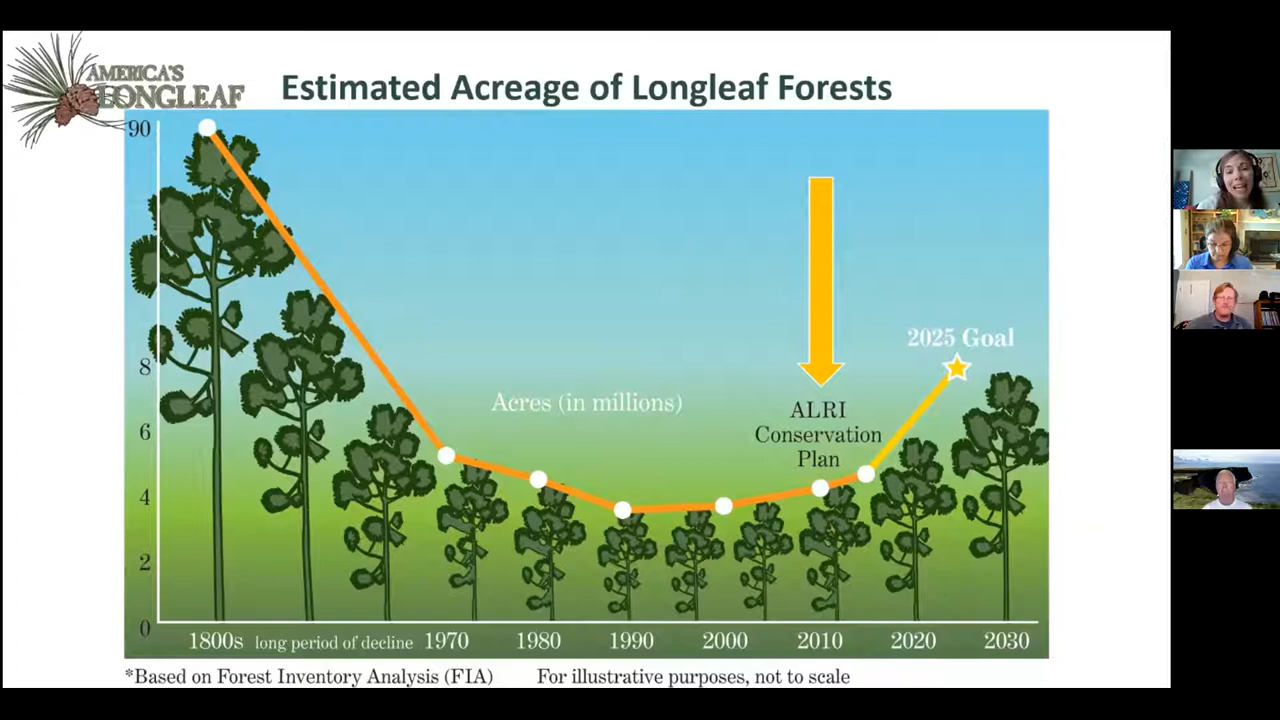 AMERICA'S
LONGLEAF
Estimated Acreage of Longleaf Forests
90
8
6
4
2
0
2025 Goal
Acres (in millions)
ALRI
Conservation
Plan
1800s long period of decline 1970 1980 1990 2000 2010 2020 2030
*Based on Forest Inventory Analysis (FIA) For illustrative purposes, not to scale